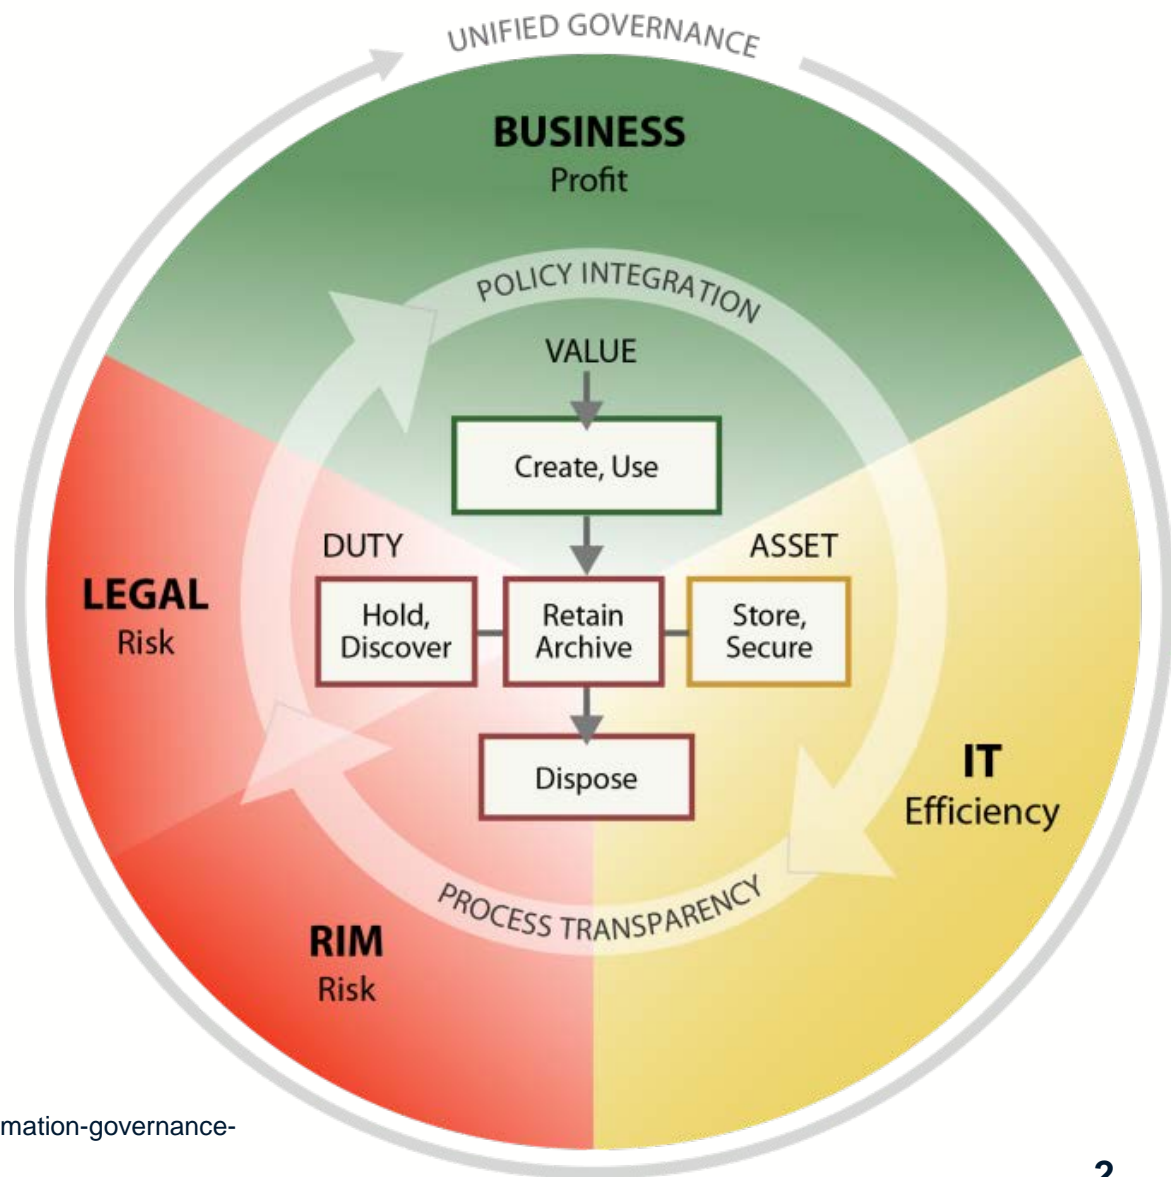 UNIFIED GOVERNANCE
BUSINESS
Profit
POLICY INTEGRATION
VALUE
Create, Use
DUTY
ASSET
LEGAL
Risk
Hold,
Discover
Retain
Archive
Store,
Secure
IT
Efficiency
Dispose
PROCESS TRANSPARENCY
RIM
Risk
mation-governance-
2